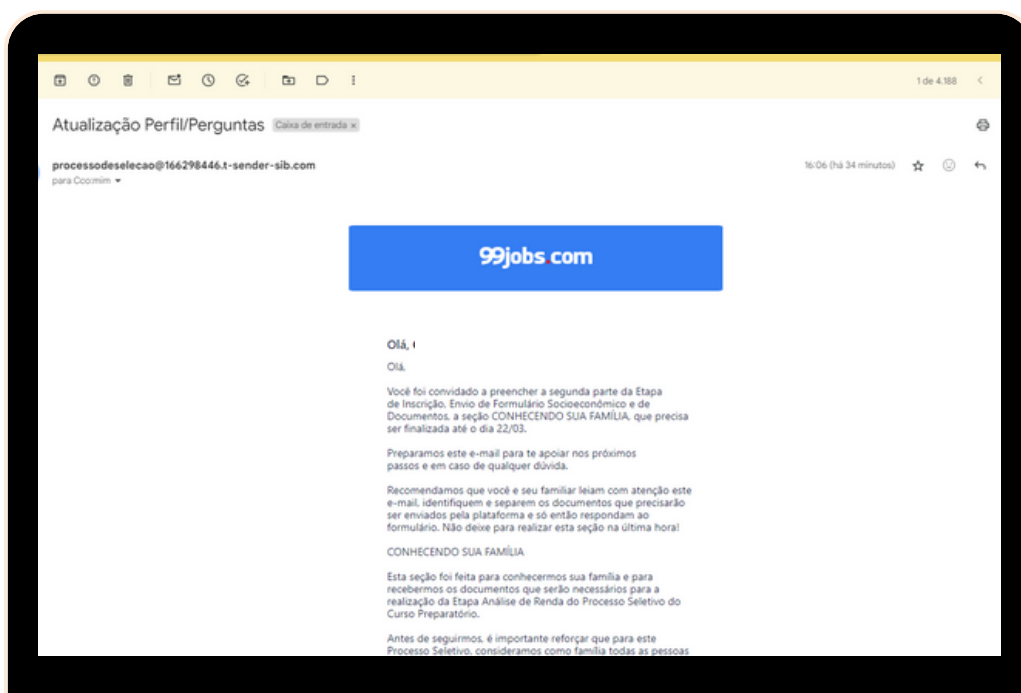 1 de 4.188
Atualização Perfil/Perguntas Caixa de entrada x
processodeselecao@166298446.t-sender-sib.com
16:06 (há 34 minutos)
para Cco:mim
99jobs.com
Olá,
Olá,
Você foi convidado a preencher a segunda parte da Etapa
de Inscrição, Envio de Formulário Socioeconômico e de
Documentos, a seção CONHECENDO SUA FAMÍLIA, que precisa
ser finalizada até o dia 22/03.
Preparamos este e-mail para te apoiar nos próximos
passos e em caso de qualquer dúvida.
Recomendamos que você e seu familiar leiam com atenção este
e-mail, identifiquem e separem os documentos que precisarão
ser enviados pela plataforma e só então respondam ao
formulário. Não deixe para realizar esta seção na última hora!
CONHECENDO SUA FAMÍLIA
Esta seção foi feita para conhecermos sua família e para
recebermos os documentos que serão necessários para a
realização da Etapa Análise de Renda do Processo Seletivo do
Curso Preparatório.
Antes de seguirmos, é importante reforçar que para este
Processo Seletivo, consideramos como família todas as pessoas